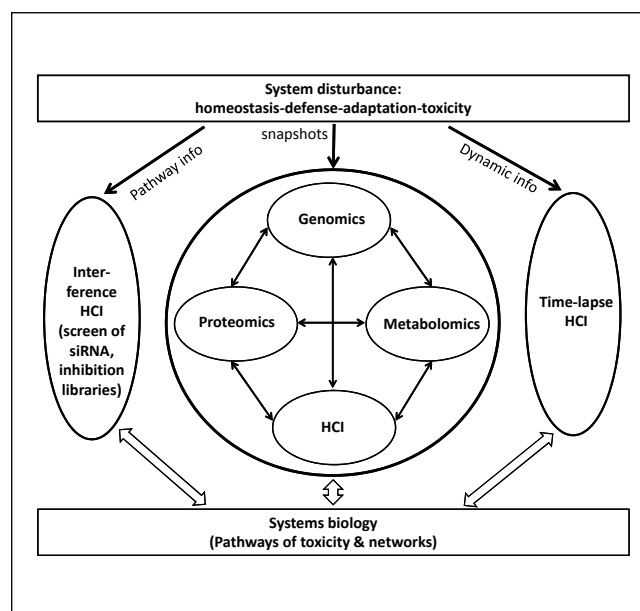 System disturbance:
homeostasis-defense-adaptation-toxicity
Pathway info
snapshots
Dynamic info
Genomics
Inter-
ference
HCI
(screen of
siRNA,
inhibition
libraries)
Proteomics
Metabolomics
Time-lapse
HCI
HCI
Systems biology
(Pathways of toxicity & networks)